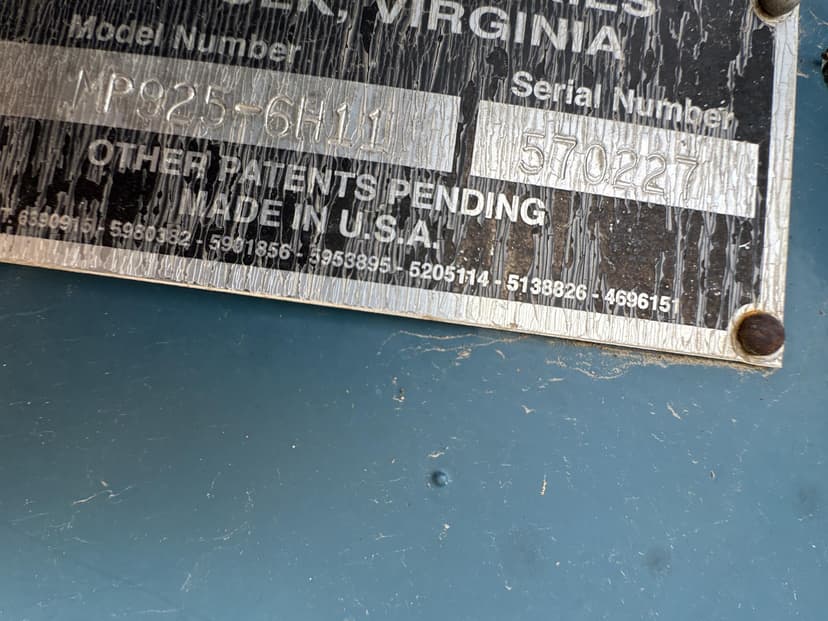 VIRGINIA
Model Number
Serial Number
MP925-6H11
570227
OTHER PATENTS PENDING
MADE IN U.S.A.
5960382 - 5901856 - 5953895 - 5205114 - 5138826 - 4696151